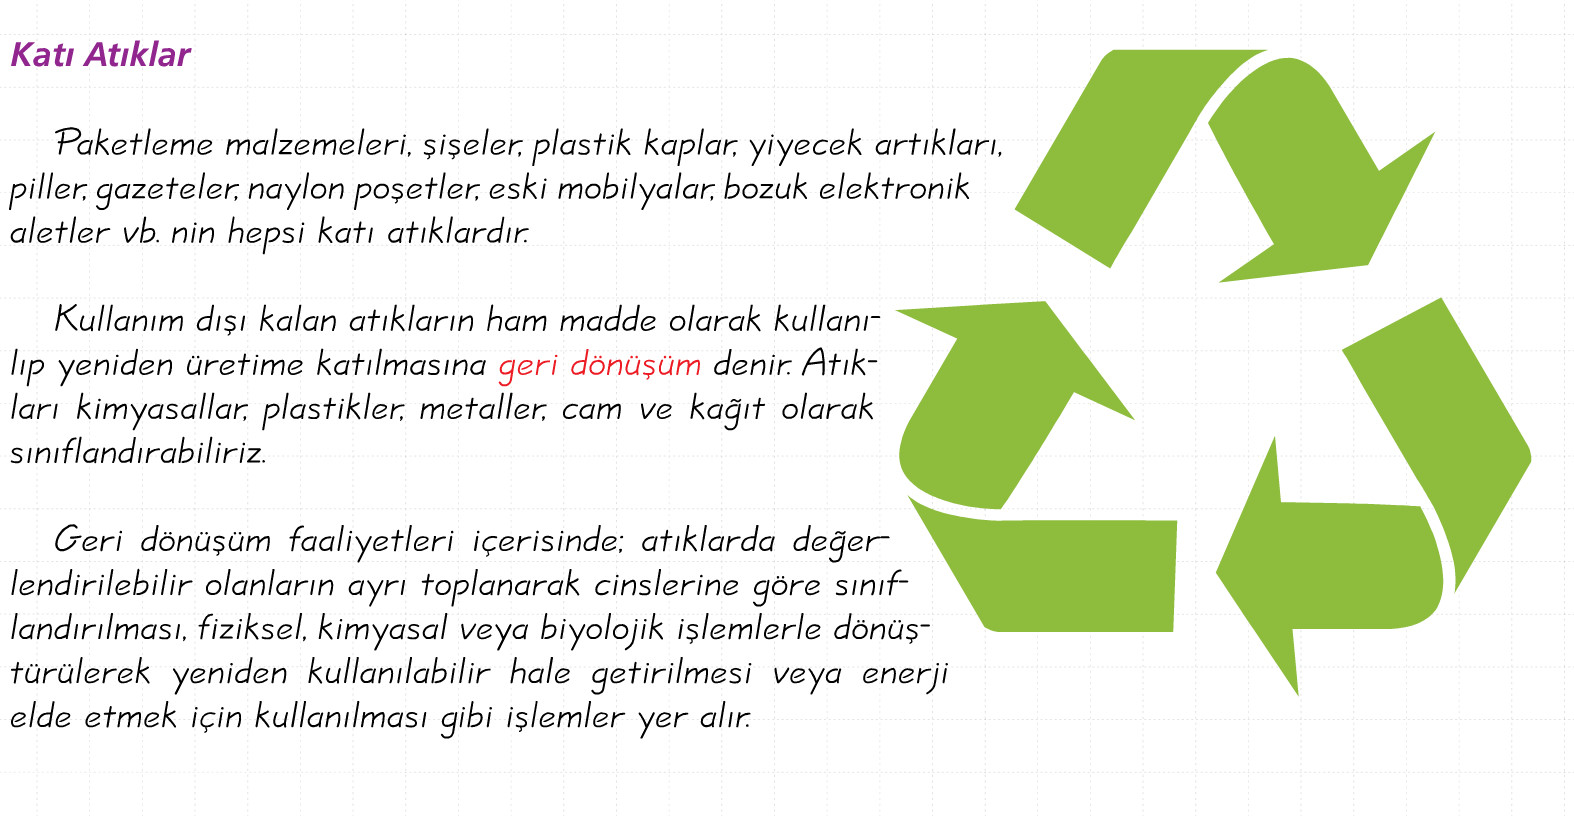 Katı Atıklar
Paketleme malzemeleri, şişeler, plastik kaplar, yiyecek artıkları,
piller, gazeteler, naylon poşetler, eski mobilyalar, bozuk elektronik
aletler vb. nin hepsi katı atıklardır.
Kullanım dışı kalan atıkların ham madde olarak kullanı-
lıp yeniden üretime katılmasına geri dönüşüm denir. Atık-
ları kimyasallar, plastikler, metaller, cam ve kağıt olarak
sınıflandırabiliriz.
Geri dönüşüm faaliyetleri içerisinde; atıklarda değer-
lendirilebilir olanların ayrı toplanarak cinslerine göre sınıf-
landırılması, fiziksel, kimyasal veya biyolojik işlemlerle dönüş-
türülerek yeniden kullanılabilir hale getirilmesi veya enerji
elde etmek için kullanılması gibi işlemler yer alır.